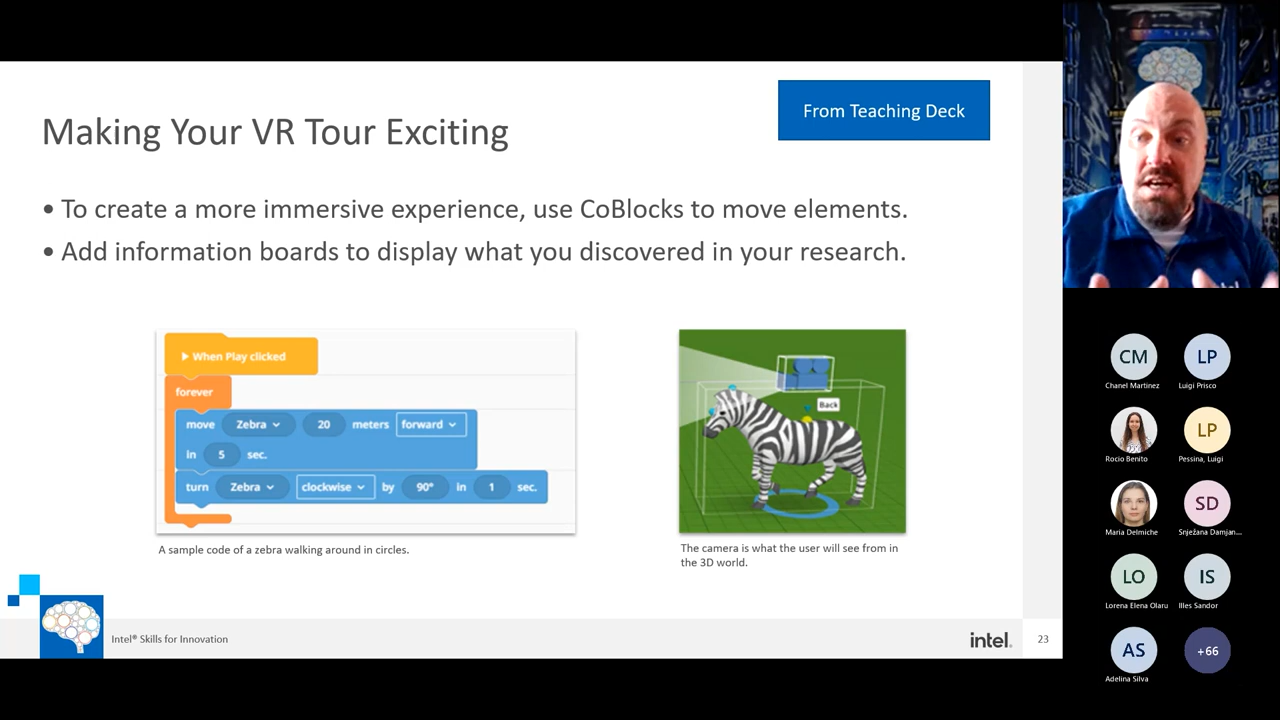 From Teaching Deck
Making Your VR Tour Exciting
• To create a more immersive experience, use CoBlocks to move elements.
• Add information boards to display what you discovered in your research.
When Play clicked
forever
move Zebra 20 meters forward
in 5 sec.
turn Zebra clockwise by 90° in 1 sec.
Back
A sample code of a zebra walking around in circles.
The camera is what the user will see from in
the 3D world.
Intel® Skills for Innovation
intel.
23
CM
Chanel Martinez
LP
Luigi Prisco
Rocio Benito
LP
Pessina, Luigi
Maria Delmiche
SD
Snježana Damjan...
LO
Lorena Elena Olaru
IS
Illes Sandor
AS
Adelina Silva
+66